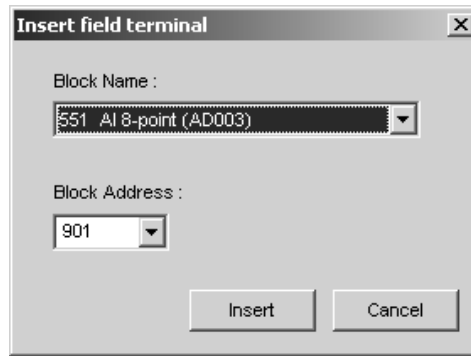 Insert field terminal
Block Name :
551 AI 8-point (AD003)
Block Address :
901
Insert Cancel